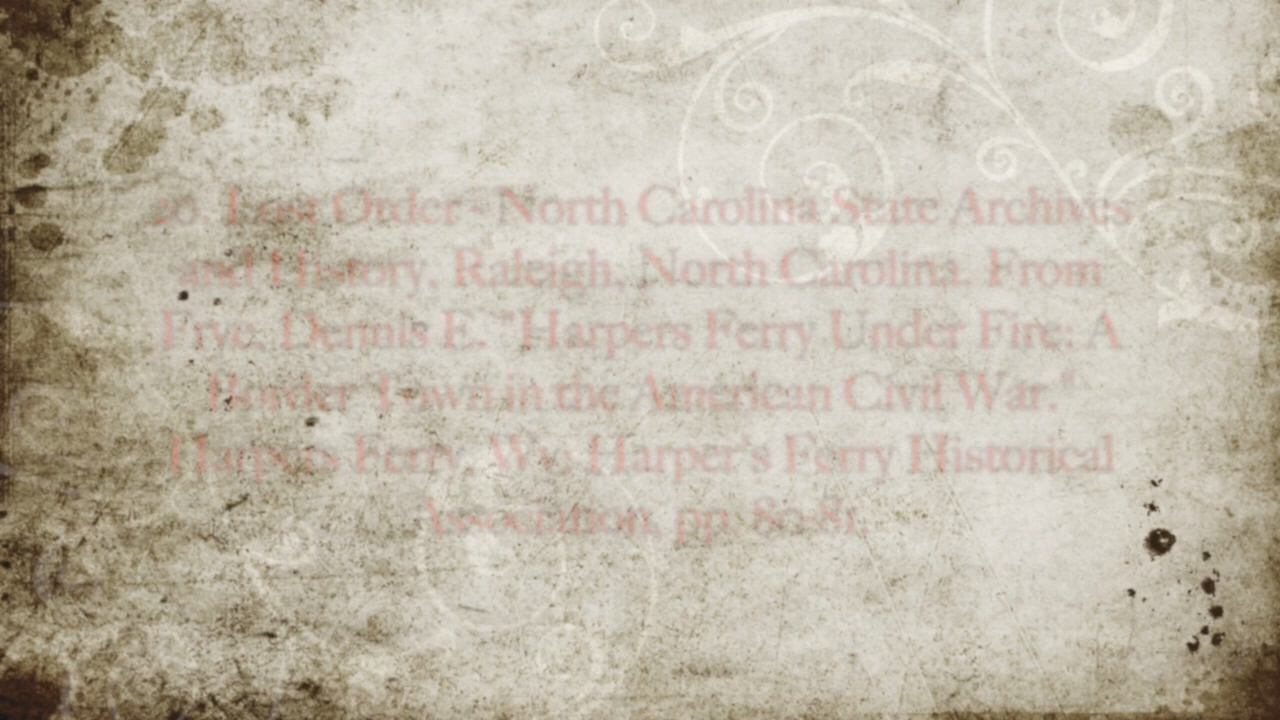 20. Lost Order - North Carolina State Archives
and History, Raleigh, North Carolina. From
Frye, Dennis E. "Harpers Ferry Under Fire: A
Border Town in the American Civil War."
Harpers Ferry, Wv: Harper's Ferry Historical
Association, pp. 80-81.